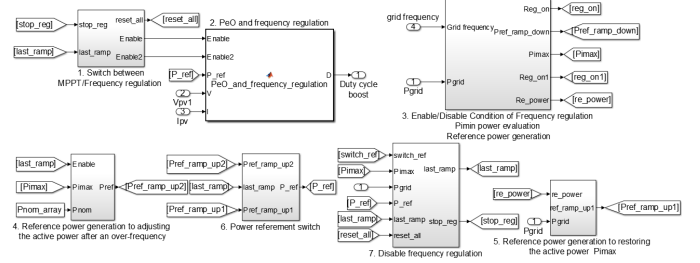 [stop_reg]
stop_reg
reset_all
[reset_all]
Enable
[last_ramp]
last_ramp
Enable2
1. Switch between
MPPT/Frequency regulation
2. PeO and frequency regulation
Enable
Enable2
[P_ref]
P_ref
PeO_and_frequency_regulation
D
1
Duty cycle
boost
2
V
Vpv1
3
I
Ipv
grid frequency
4
Grid frequency
1
Pgrid
Pgrid
Reg_on
[reg_on]
Pref_ramp_down
[Pref_ramp_down]
Pimax
[Pimax]
Reg_on1
[reg_on1]
Re_power
[re_power]
3. Enable/Disable Condition of Frequency regulation
Pimin power evaluation
Reference power generation
[last_ramp]
Enable
[Pimax]
Pimax
Pref
[Pref_ramp_up2]
Pnom_array
Pnom
4. Reference power generation to adjusting
the active power after an over-frequency
[Pref_ramp_up2]
Pref_ramp_up2
[last_ramp]
last_ramp
P_ref
[P_ref]
[Pref_ramp_up1]
Pref_ramp_up1
6. Power referement switch
[switch_ref]
switch_ref
[Pimax]
Pimax
1
Pgrid
[P_ref]
P_ref
[last_ramp]
last_ramp
[reset_all]
reset_all
last_ramp
[last_ramp]
stop_reg
[stop_reg]
7. Disable frequency regulation
[re_power]
re_power
ref_ramp_up1
[Pref_ramp_up1]
1
Pgrid
Pgrid
5. Reference power generation to restoring
the active power Pimax